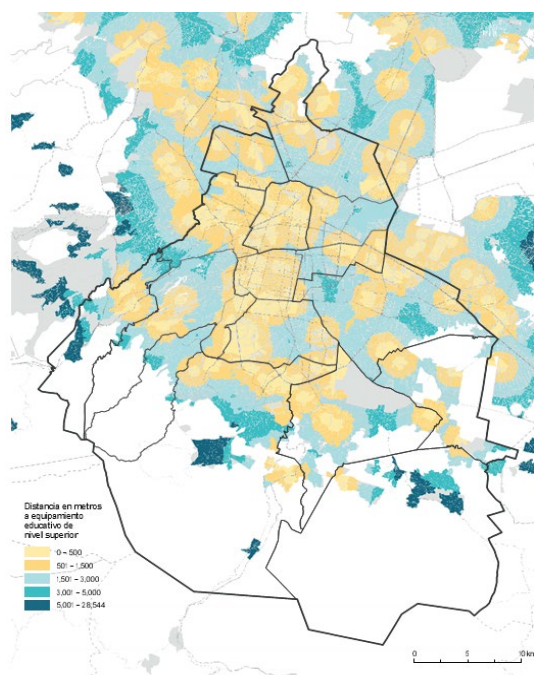 Distancia en metros
a equipamiento
educativo de
nivel superior
0 – 500
501 – 1,500
1,501 – 3,000
3,001 – 5,000
5,001 – 28,544
0 5 10 km